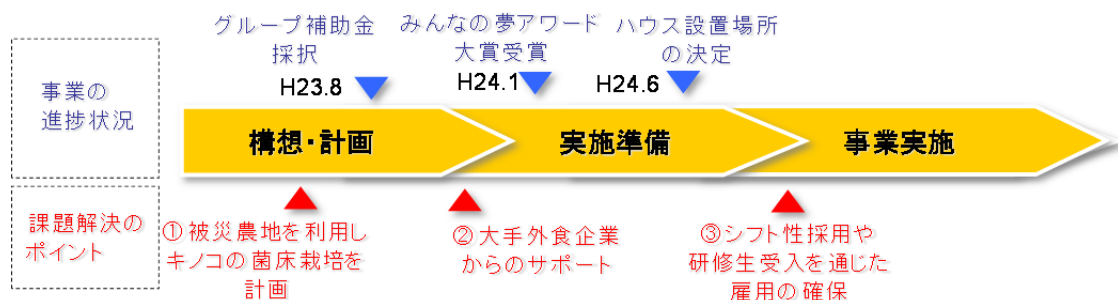 グループ補助金
採択
H23.8
みんなの夢アワード
大賞受賞
H24.1
ハウス設置場所
の決定
H24.6
事業の
進捗状況
構想・計画
実施準備
事業実施
課題解決の
ポイント
①被災農地を利用し
キノコの菌床栽培を
計画
②大手外食企業
からのサポート
③シフト性採用や
研修生受入を通じた
雇用の確保